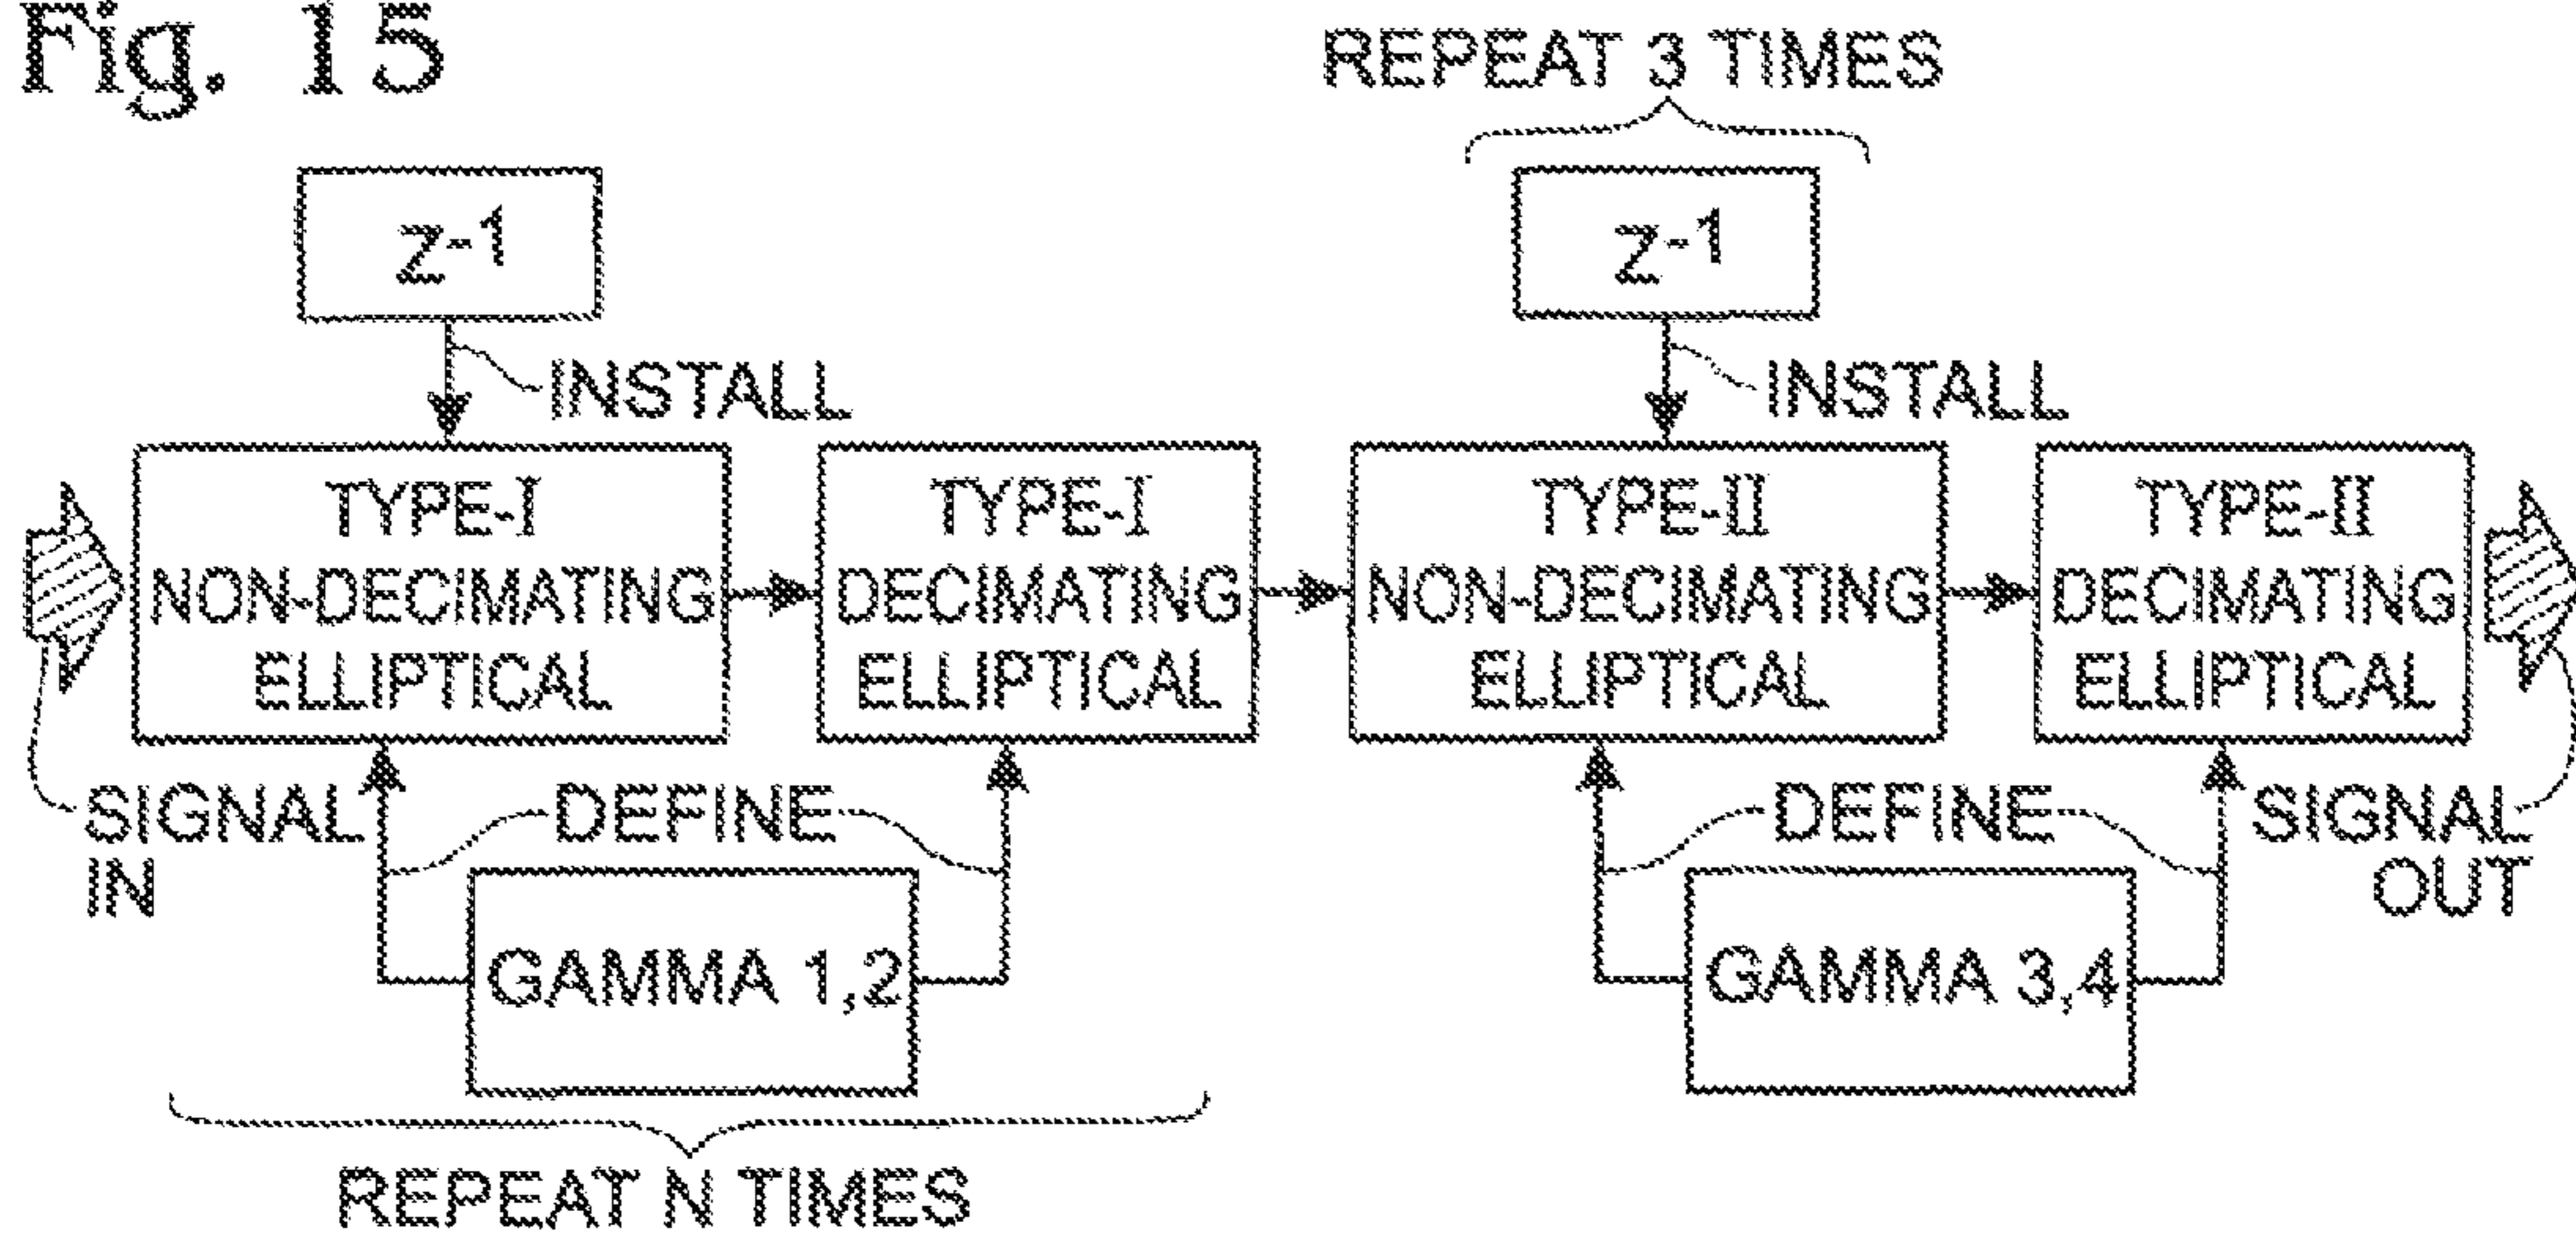 Fig. 15
REPEAT 3 TIMES
z-1
z-1
INSTALL
INSTALL
TYPE-I
NON-DECIMATING
ELLIPTICAL
TYPE-I
DECIMATING
ELLIPTICAL
TYPE-II
NON-DECIMATING
ELLIPTICAL
TYPE-II
DECIMATING
ELLIPTICAL
SIGNAL
IN
DEFINE
DEFINE
SIGNAL
OUT
GAMMA 1,2
GAMMA 3,4
REPEAT N TIMES